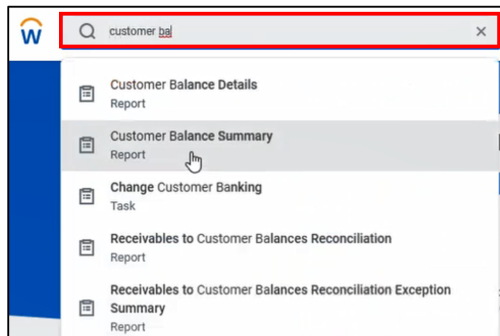 W
customer bal
Customer Balance Details
Report
Customer Balance Summary
Report
Change Customer Banking
Task
Receivables to Customer Balances Reconciliation
Report
Receivables to Customer Balances Reconciliation Exception
Summary
Report